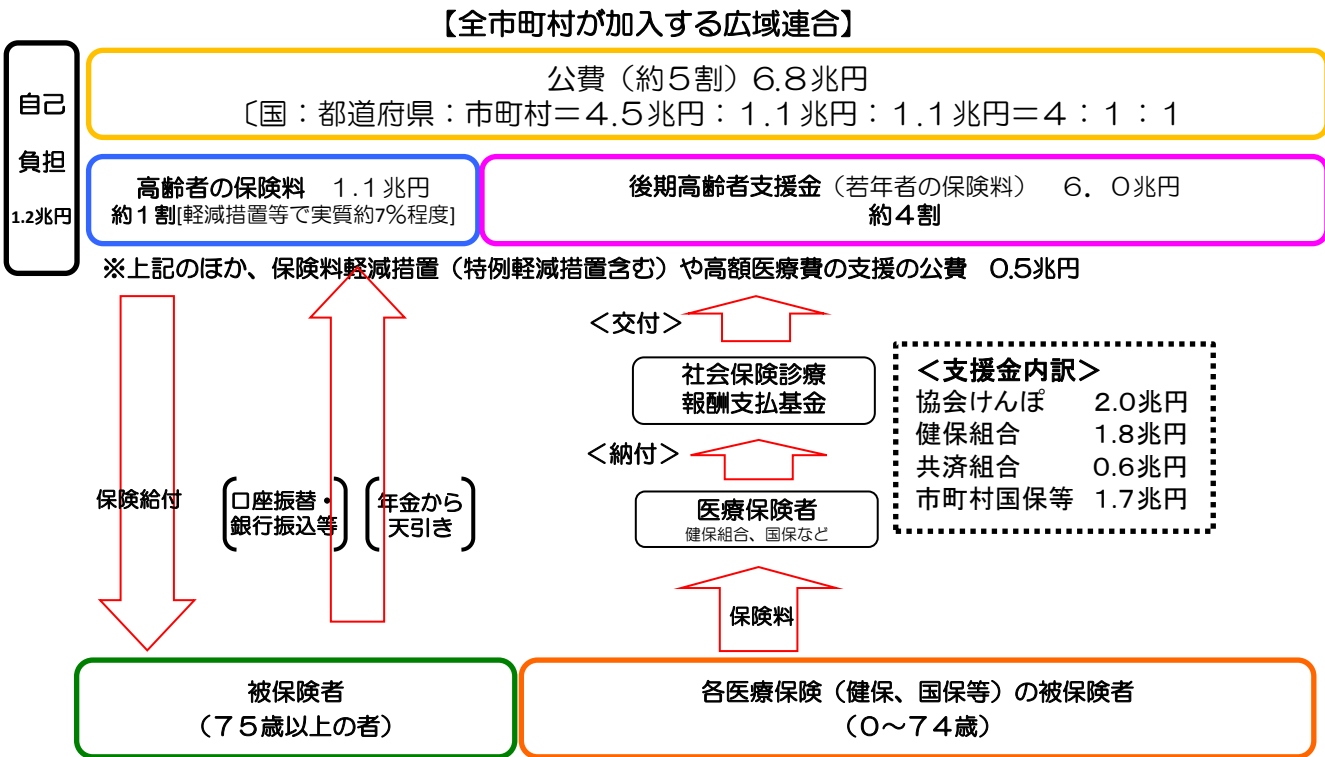 【全市町村が加入する広域連合】
自己
負担
1.2兆円
公費（約５割）６.８兆円
〔国：都道府県：市町村＝４.５兆円：１.１兆円：１.１兆円＝４：１：１
高齢者の保険料　１.１兆円
約１割[軽減措置等で実質約7％程度]
後期高齢者支援金（若年者の保険料）　６．０兆円
約４割
※上記のほか、保険料軽減措置（特例軽減措置含む）や高額医療費の支援の公費　0.5兆円
＜交付＞
社会保険診療
報酬支払基金
＜納付＞
医療保険者
健保組合、国保など
保険料
＜支援金内訳＞
協会けんぽ　2.0兆円
健保組合　1.8兆円
共済組合　0.6兆円
市町村国保等　1.7兆円
保険給付
口座振替・
銀行振込等
年金から
天引き
被保険者
（７５歳以上の者）
各医療保険（健保、国保等）の被保険者
（０～７４歳）